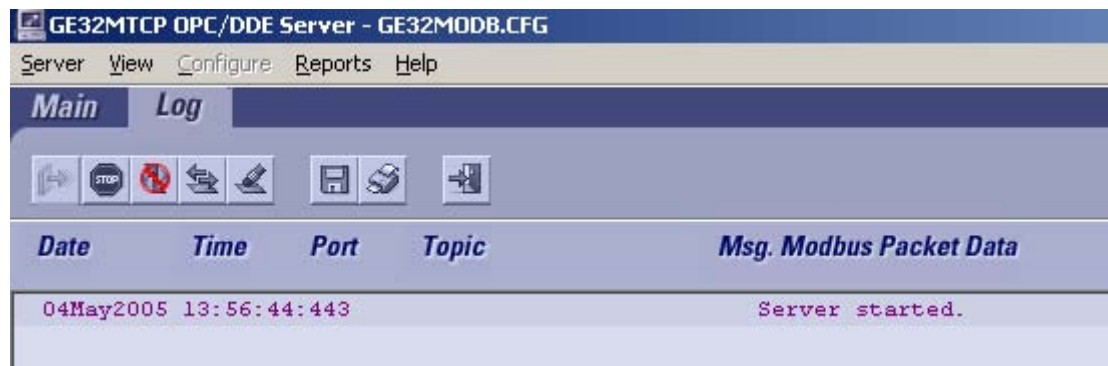 GE32MTCP OPC/DDE Server - GE32MODB.CFG
Server View Configure Reports Help
Main Log
STOP
Date Time Port Topic Msg. Modbus Packet Data
04May2005 13:56:44:443 Server started.